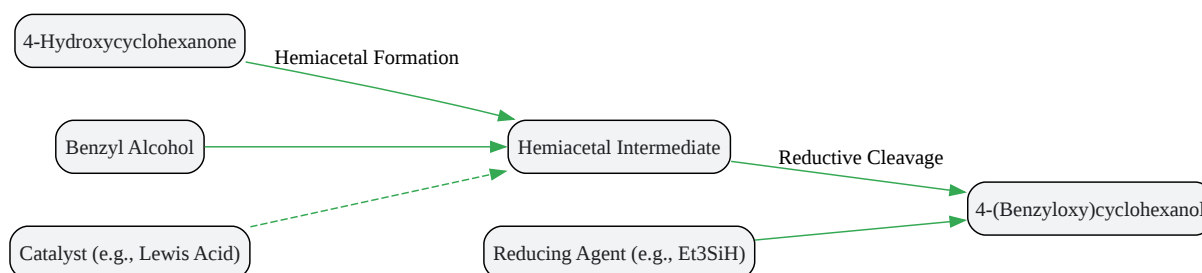 4-Hydroxycyclohexanone
Hemiacetal Formation
Benzyl Alcohol
Hemiacetal Intermediate
Reductive Cleavage
4-(Benzyloxy)cyclohexanol
Catalyst (e.g., Lewis Acid)
Reducing Agent (e.g., Et3SiH)